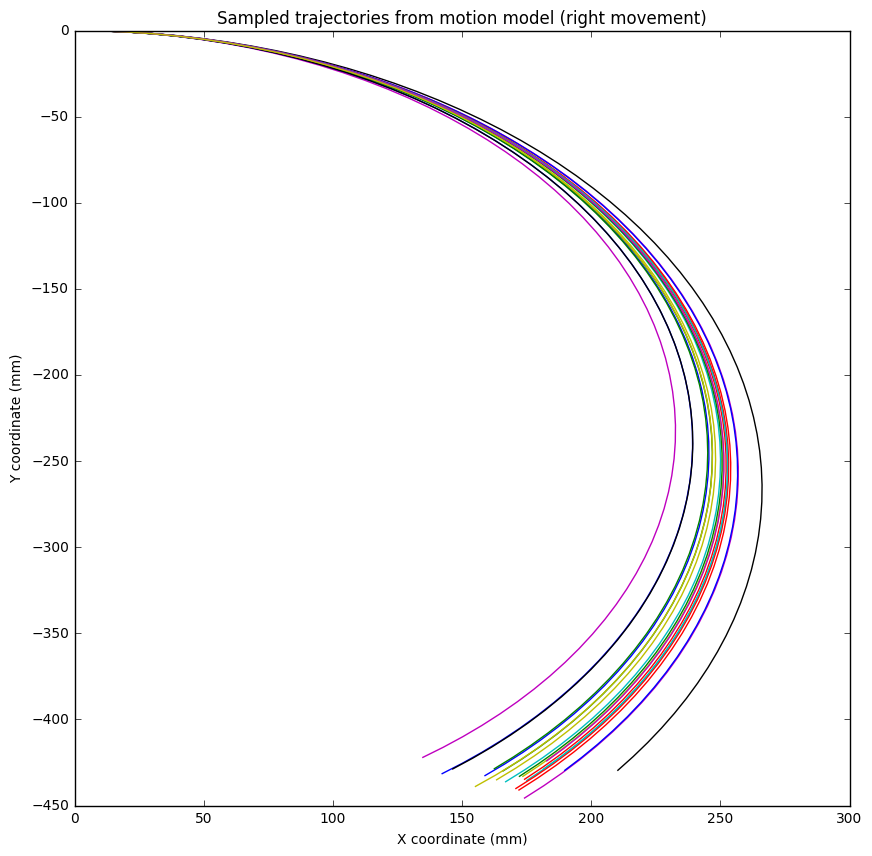 Sampled trajectories from motion model (right movement)
0
−50
−100
−150
−200
−250
−300
−350
−400
−450
Y coordinate (mm)
0 50 100 150 200 250 300
X coordinate (mm)